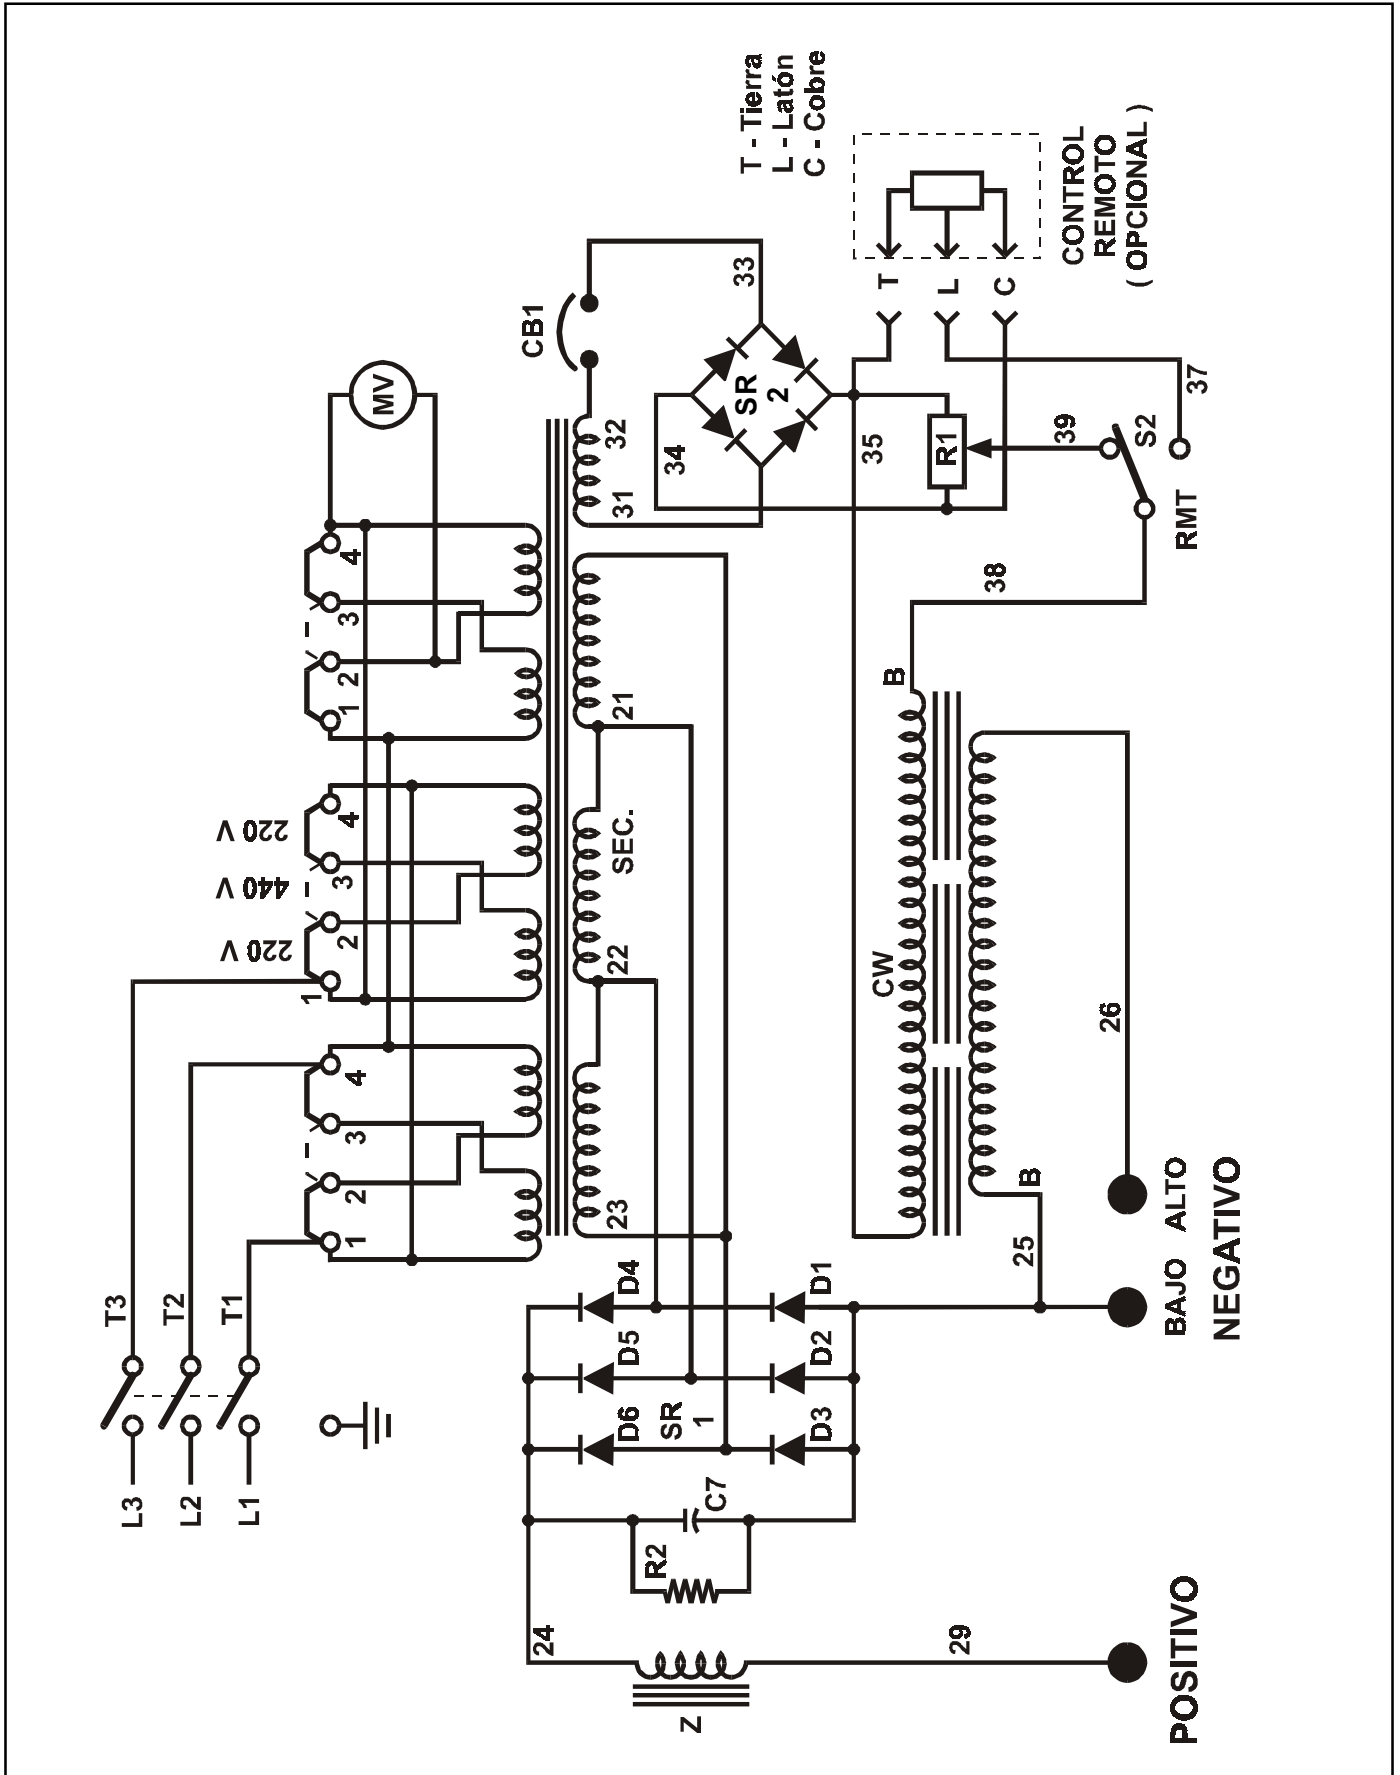 T - Tierra
L - Latón
C - Cobre
CONTROL
REMOTO
( OPCIONAL )
T
L
C
CB1
33
MV
SR
2
32
31
34
35
R1
39
S2
37
RMT
38
4
3
2
1
220 V
440 V
220 V
4
3
2
1
4
3
2
1
21
SEC.
22
23
B
CW
B
26
25
T3
T2
T1
L3
L2
L1
D4
D5
D6
SR
1
D1
D2
D3
C7
R2
24
Z
29
BAJO ALTO
NEGATIVO
POSITIVO